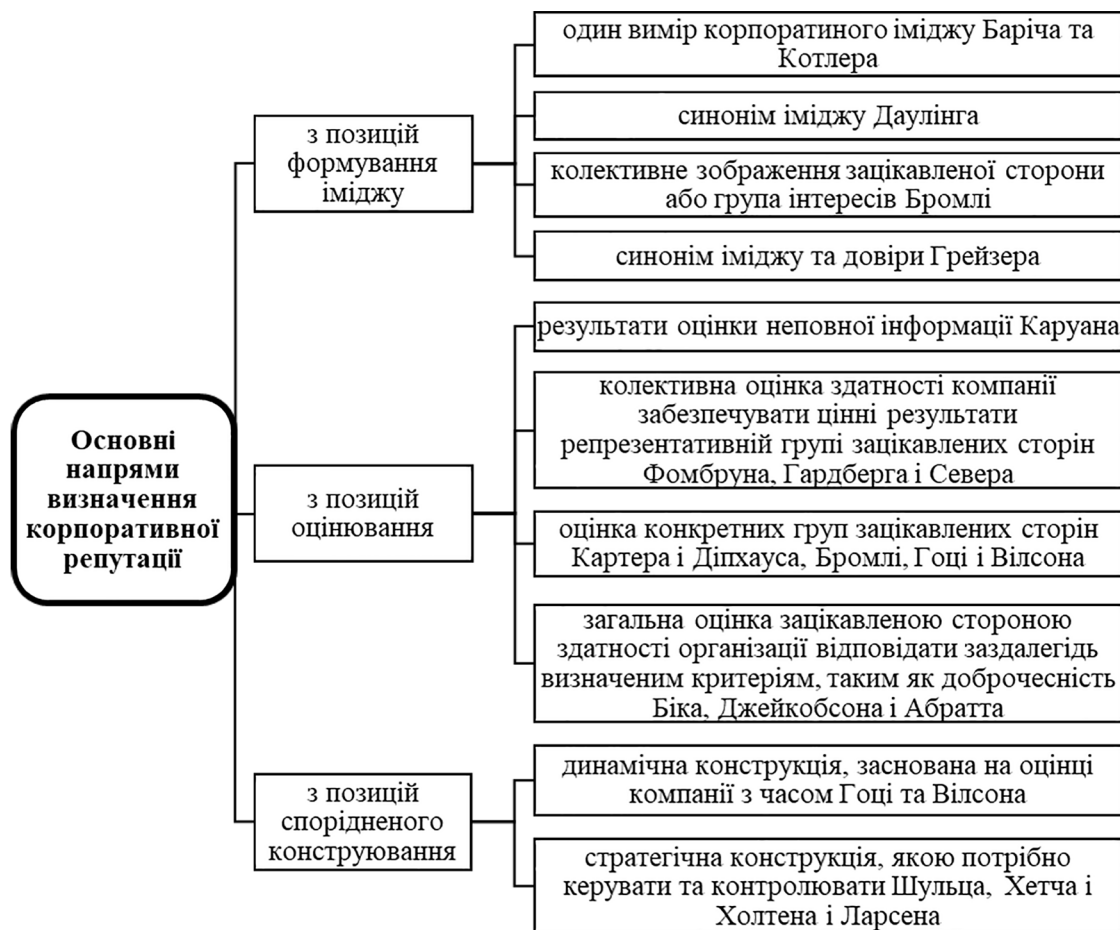 Основні
напрями
визначення
корпоративної
репутації
з позицій
формування
іміджу
один вимір корпоратиного іміджу Баріча та
Котлера
синонім іміджу Даулінга
колективне зображення зацікавленої сторони
або група інтересів Бромлі
синонім іміджу та довіри Грейзера
з позицій
оцінювання
результати оцінки неповної інформації Каруана
колективна оцінка здатності компанії
забезпечувати цінні результати
репрезентативній групі зацікавлених сторін
Фомбруна, Гардберга і Севера
оцінка конкретних груп зацікавлених сторін
Картера і Діпхауса, Бромлі, Гоці і Вілсона
загальна оцінка зацікавленою стороною
здатності організації відповідати заздалегідь
визначеним критеріям, таким як доброчесність
Біка, Джейкобсона і Абратта
з позицій
спорідненого
конструювання
динамічна конструкція, заснована на оцінці
компанії з часом Гоці та Вілсона
стратегічна конструкція, якою потрібно
керувати та контролювати Шульца, Хетча і
Холтена і Ларсена